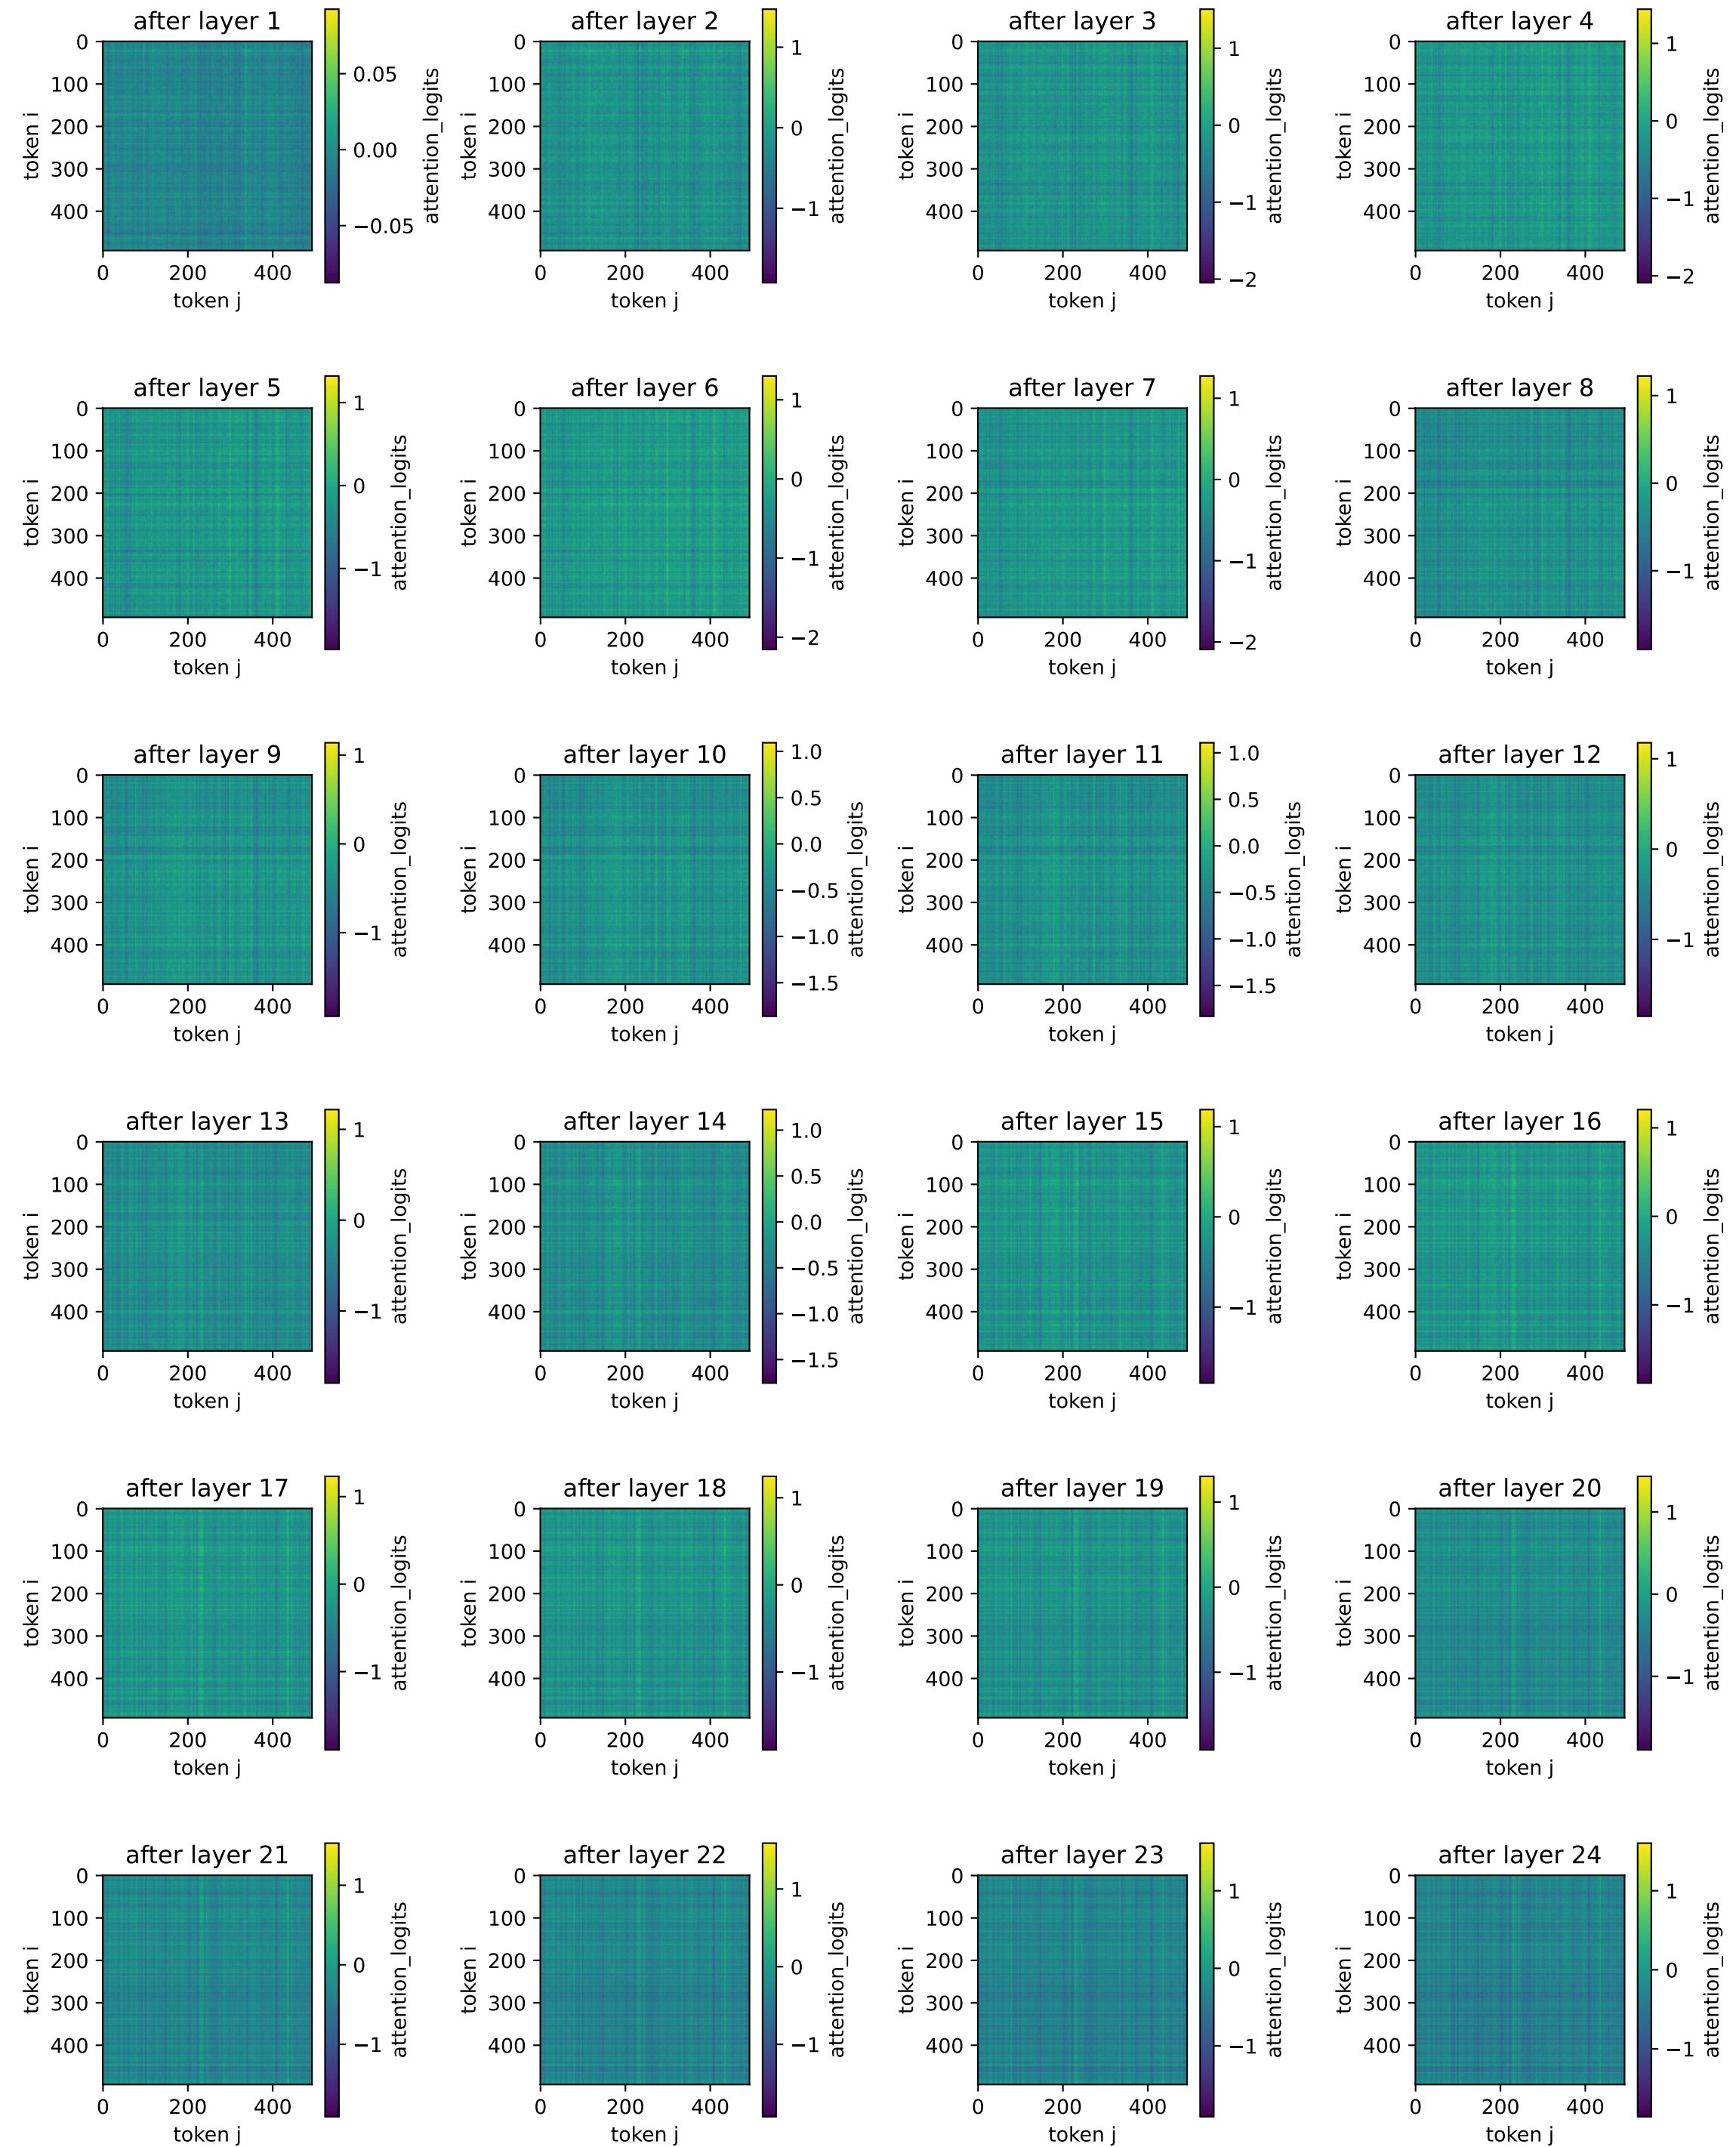 after layer 1
0
100
200
300
400
token i
0 200 400
token j
0.05
0.00
−0.05
attention_logits
after layer 2
0
100
200
300
400
token i
0 200 400
token j
1
0
−1
attention_logits
after layer 3
0
100
200
300
400
token i
0 200 400
token j
1
0
−1
−2
attention_logits
after layer 4
0
100
200
300
400
token i
0 200 400
token j
1
0
−1
−2
attention_logits
after layer 5
0
100
200
300
400
token i
0 200 400
token j
1
0
−1
attention_logits
after layer 6
0
100
200
300
400
token i
0 200 400
token j
1
0
−1
−2
attention_logits
after layer 7
0
100
200
300
400
token i
0 200 400
token j
1
0
−1
−2
attention_logits
after layer 8
0
100
200
300
400
token i
0 200 400
token j
1
0
−1
attention_logits
after layer 9
0
100
200
300
400
token i
0 200 400
token j
1
0
−1
attention_logits
after layer 10
0
100
200
300
400
token i
0 200 400
token j
1.0
0.5
0.0
−0.5
−1.0
−1.5
attention_logits
after layer 11
0
100
200
300
400
token i
0 200 400
token j
1.0
0.5
0.0
−0.5
−1.0
−1.5
attention_logits
after layer 12
0
100
200
300
400
token i
0 200 400
token j
1
0
−1
attention_logits
after layer 13
0
100
200
300
400
token i
0 200 400
token j
1
0
−1
attention_logits
after layer 14
0
100
200
300
400
token i
0 200 400
token j
1.0
0.5
0.0
−0.5
−1.0
−1.5
attention_logits
after layer 15
0
100
200
300
400
token i
0 200 400
token j
1
0
−1
attention_logits
after layer 16
0
100
200
300
400
token i
0 200 400
token j
1
0
−1
attention_logits
after layer 17
0
100
200
300
400
token i
0 200 400
token j
1
0
−1
attention_logits
after layer 18
0
100
200
300
400
token i
0 200 400
token j
1
0
−1
attention_logits
after layer 19
0
100
200
300
400
token i
0 200 400
token j
1
0
−1
attention_logits
after layer 20
0
100
200
300
400
token i
0 200 400
token j
1
0
−1
attention_logits
after layer 21
0
100
200
300
400
token i
0 200 400
token j
1
0
−1
attention_logits
after layer 22
0
100
200
300
400
token i
0 200 400
token j
1
0
−1
attention_logits
after layer 23
0
100
200
300
400
token i
0 200 400
token j
1
0
−1
attention_logits
after layer 24
0
100
200
300
400
token i
0 200 400
token j
1
0
−1
attention_logits